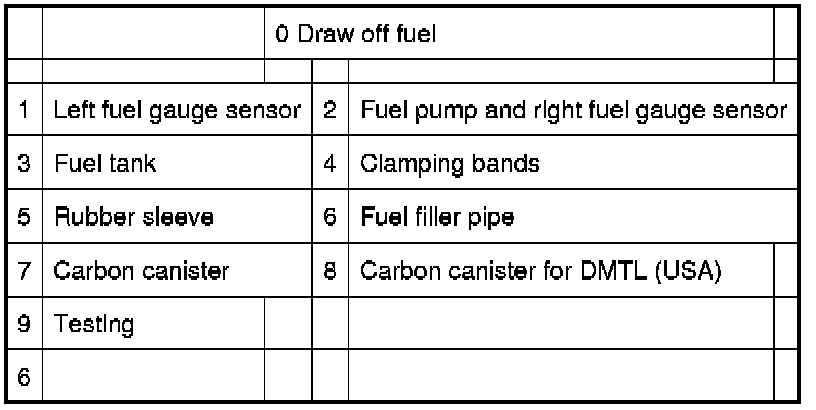 0 Draw off fuel
1 Left fuel gauge sensor 2 Fuel pump and right fuel gauge sensor
3 Fuel tank 4 Clamping bands
5 Rubber sleeve 6 Fuel filler pipe
7 Carbon canister 8 Carbon canister for DMTL (USA)
9 Testing
6